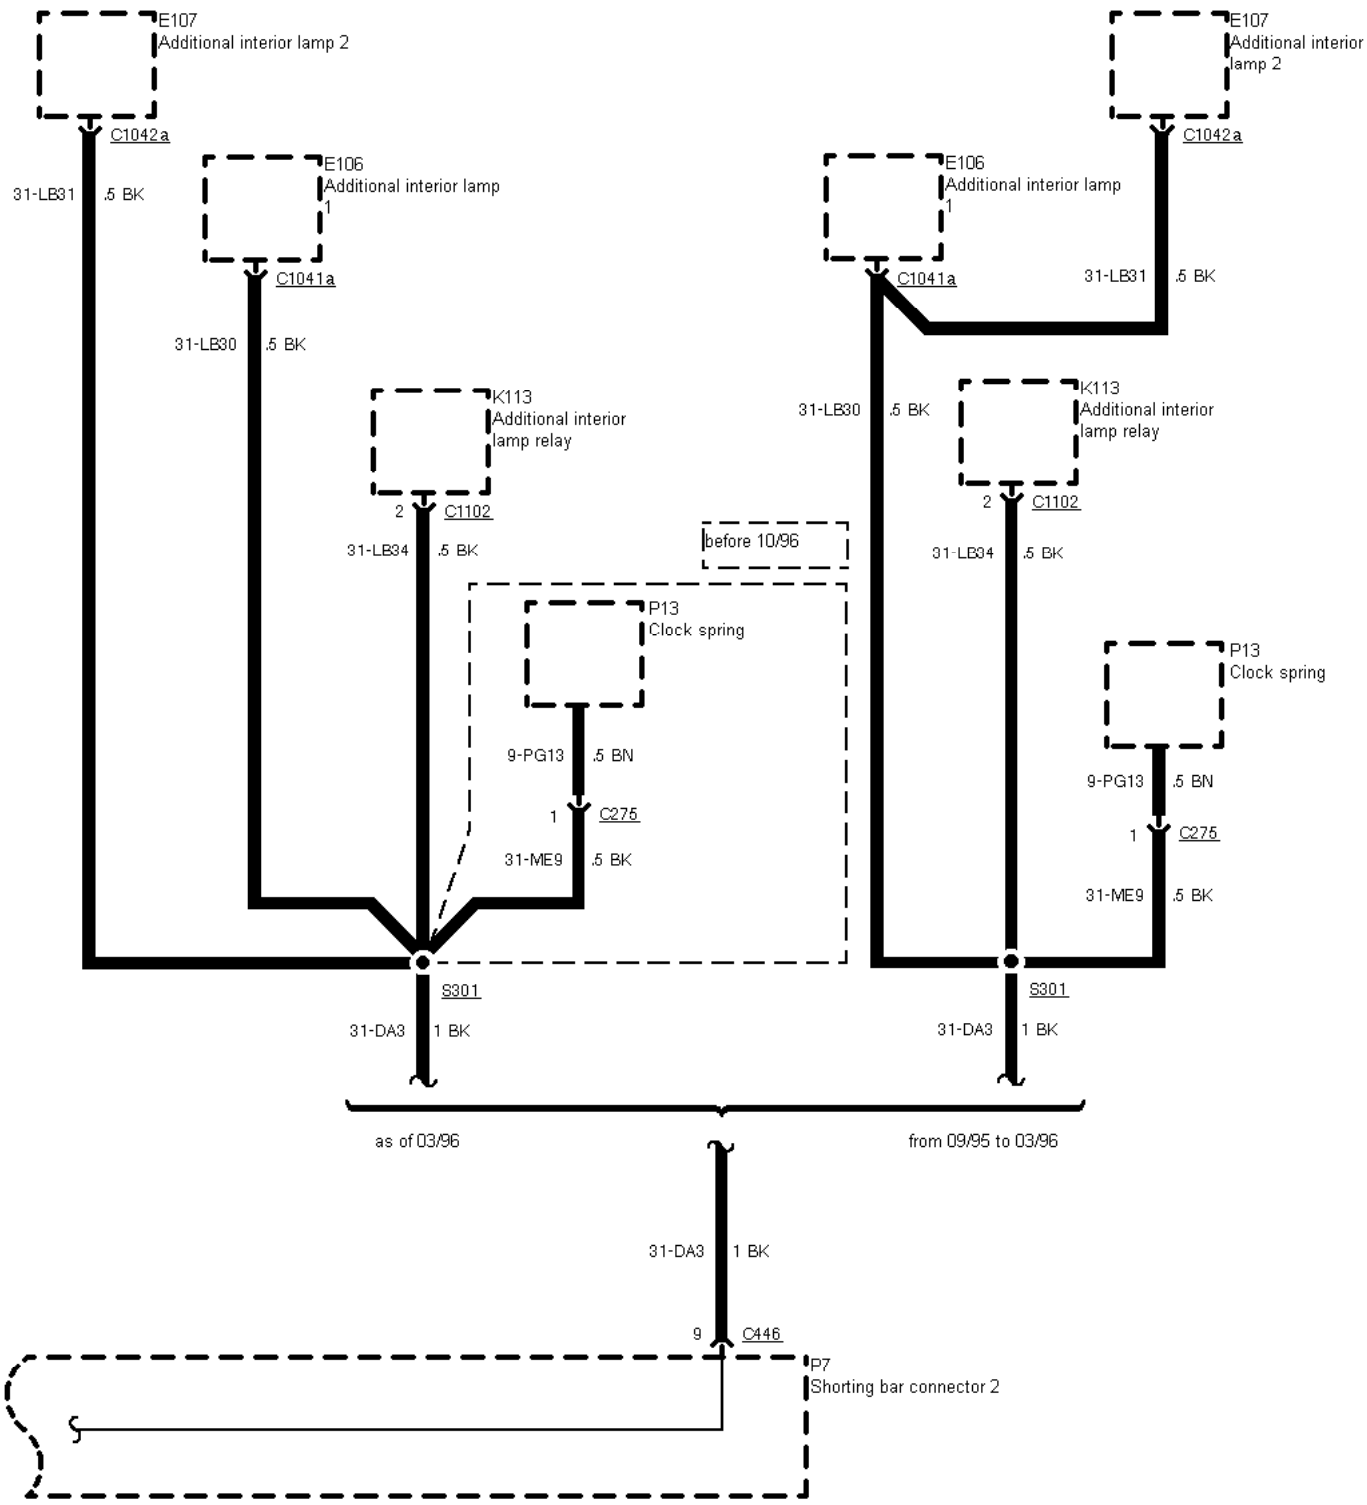 E107
Additional interior lamp 2
C1042a
31-LB31 .5 BK
E106
Additional interior lamp
1
C1041a
31-LB30 .5 BK
K113
Additional interior
lamp relay
2 C1102
31-LB34 .5 BK
before 10/96
P13
Clock spring
9-PG13 .5 BN
1 C275
31-ME9 .5 BK
S301
31-DA3 1 BK
as of 03/96
E107
Additional interior
lamp 2
C1042a
31-LB31 .5 BK
E106
Additional interior lamp
1
C1041a
31-LB30 .5 BK
K113
Additional interior
lamp relay
2 C1102
31-LB34 .5 BK
P13
Clock spring
9-PG13 .5 BN
1 C275
31-ME9 .5 BK
S301
31-DA3 1 BK
from 09/95 to 03/96
31-DA3 1 BK
9 C446
P7
Shorting bar connector 2